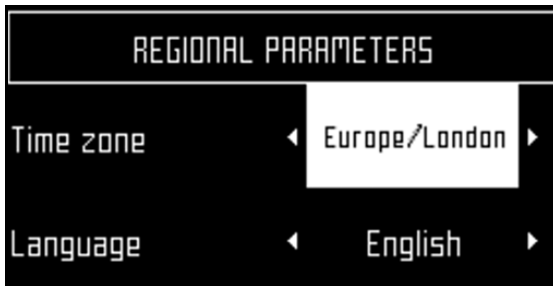 REGIONAL PARAMETERS
Time zone Europe/London
Language English